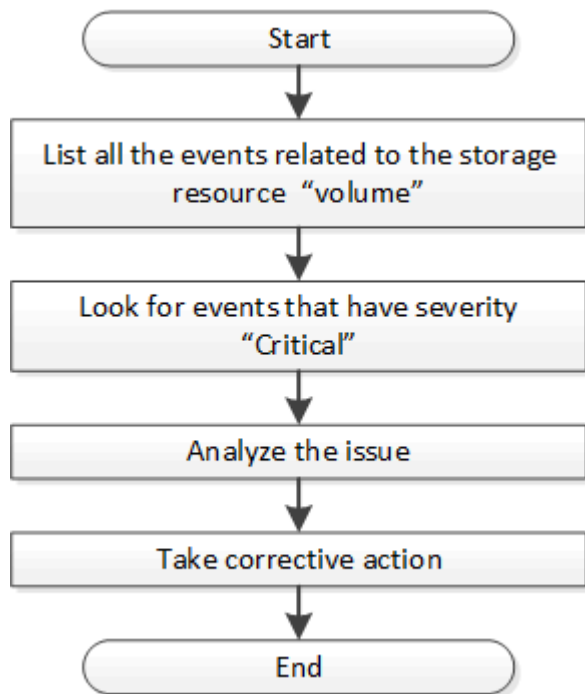 Start
List all the events related to the storage
resource “volume”
Look for events that have severity
“Critical”
Analyze the issue
Take corrective action
End